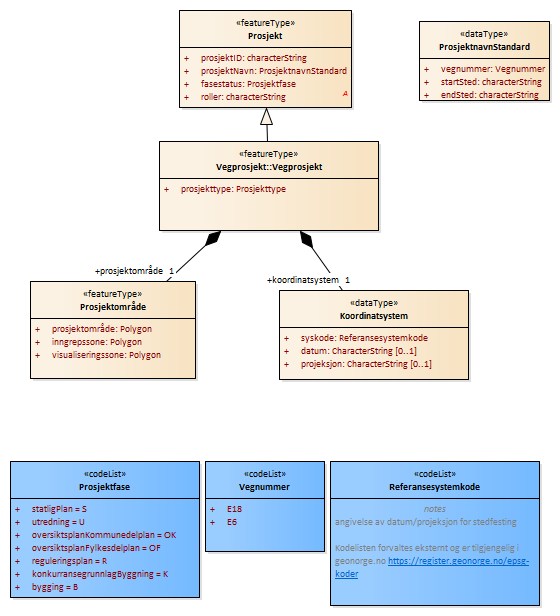 «featureType»
Prosjekt
+ prosjektID: characterString
+ prosjektNavn: ProsjektnavnStandard
+ fasestatus: Prosjektfase
+ roller: characterString
A
«dataType»
ProsjektnavnStandard
+ vegnummer: Vegnummer
+ startSted: characterString
+ endSted: characterString
«featureType»
Vegprosjekt::Vegprosjekt
+ prosjekttype: Prosjekttype
+prosjektområde 1
+koordinatsystem 1
«featureType»
Prosjektområde
+ prosjektområde: Polygon
+ inngrepssone: Polygon
+ visualiseringssone: Polygon
«dataType»
Koordinatsystem
+ syskode: Referansesystemkode
+ datum: CharacterString [0..1]
+ projeksjon: CharacterString [0..1]
«codeList»
Prosjektfase
+ statligPlan = S
+ utredning = U
+ oversiktsplanKommunedelplan = OK
+ oversiktsplanFylkesdelplan = OF
+ reguleringsplan = R
+ konkurransegrunnlagByggning = K
+ bygging = B
«codeList»
Vegnummer
+ E18
+ E6
«codeList»
Referansesystemkode
notes
angivelse av datum/projeksjon for stedfesting
Kodelisten forvaltes eksternt og er tilgjengelig i
geonorge.no https://register.geonorge.no/epsg-
koder